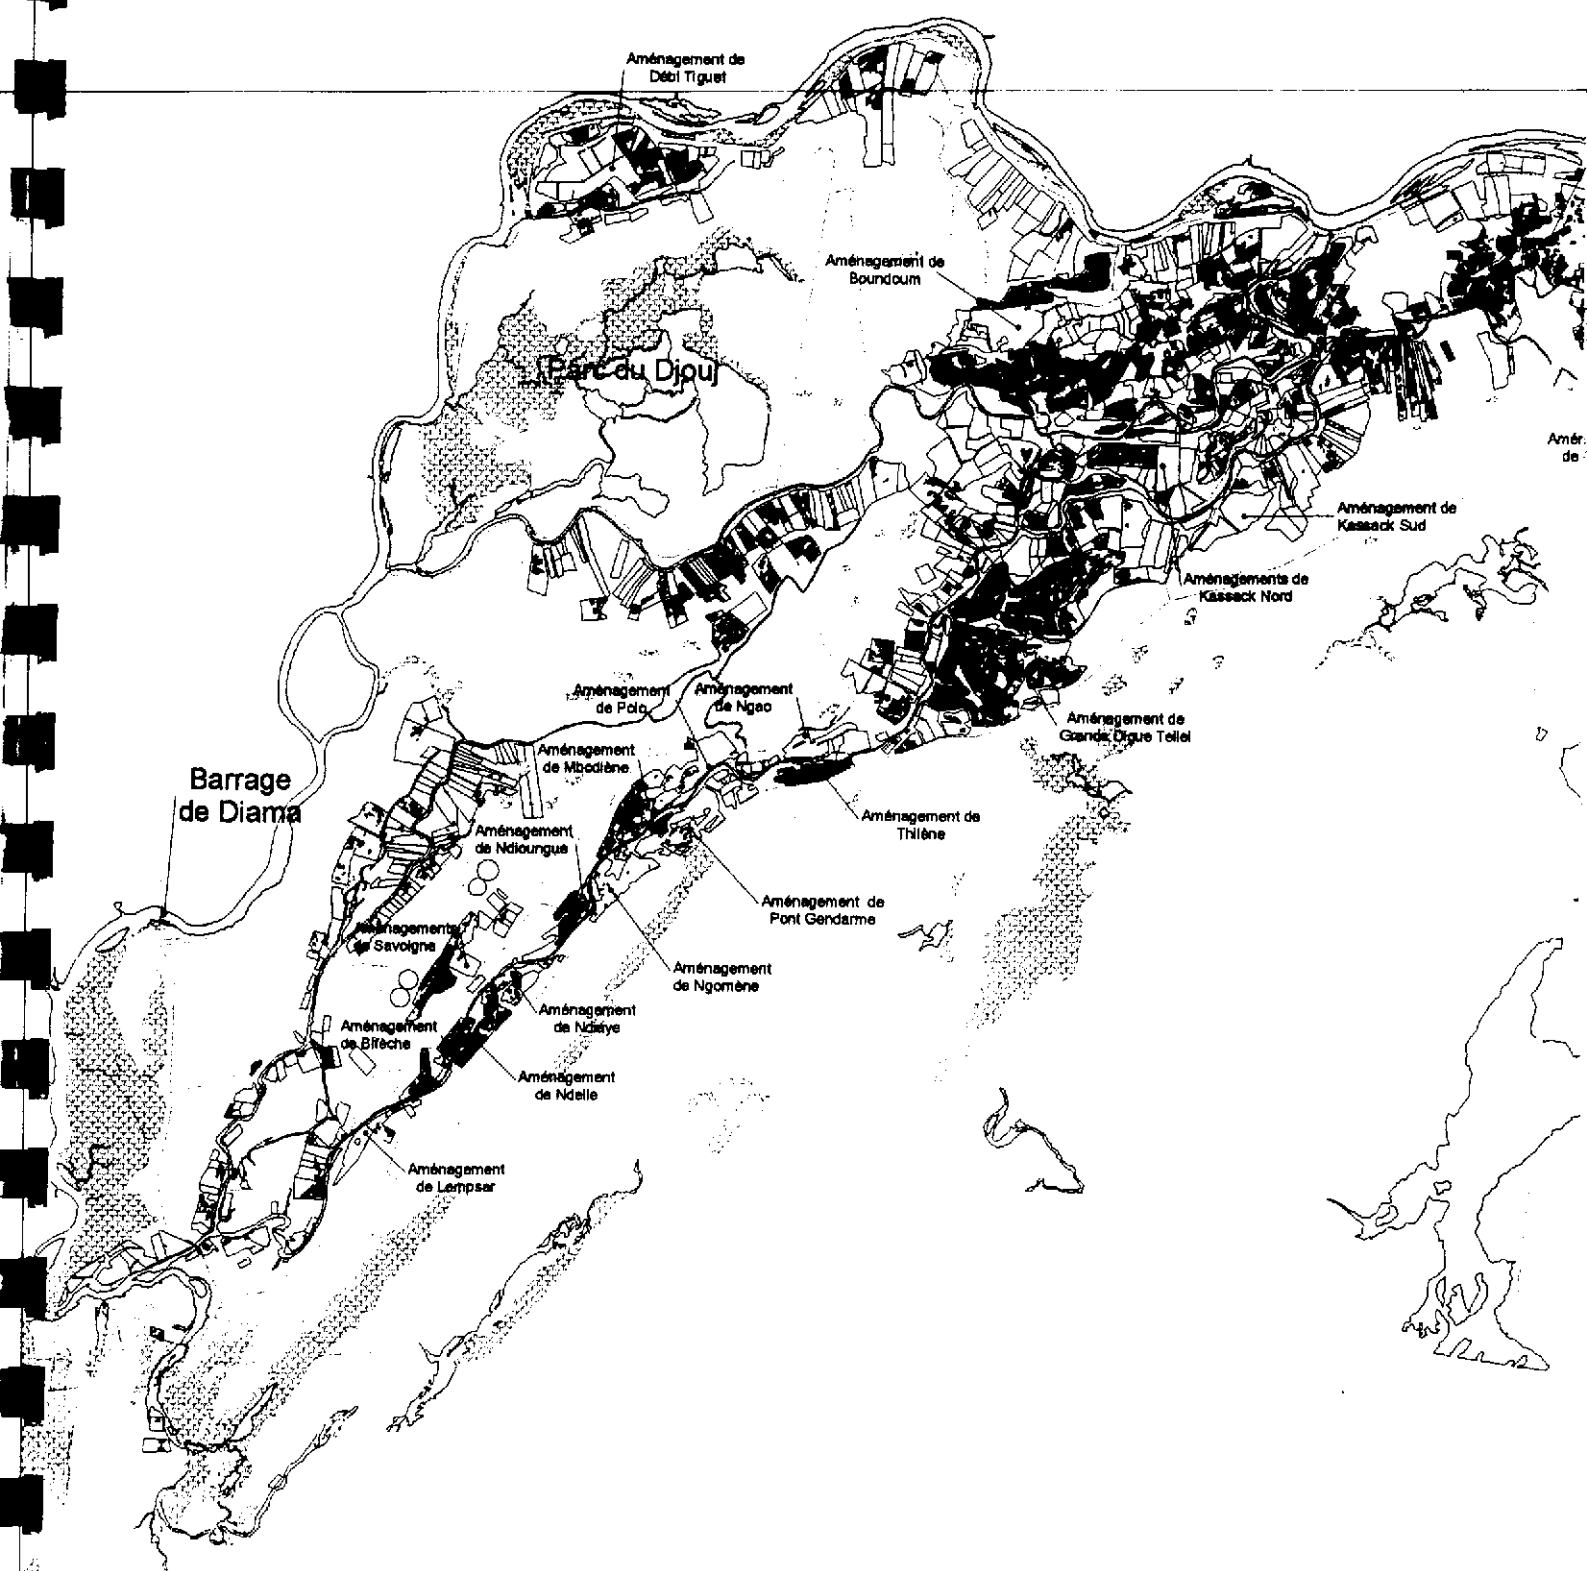 Aménagement de
Débi Tiguet
Aménagement de
Boundoum
Parc du Djouj
Amér.
de
Aménagement de
Kassack Sud
Aménagements de
Kassack Nord
Aménagement
de Polo
Aménagement
de Ngao
Aménagement de
Grande Digue Tellel
Aménagement
de Mbodiène
Barrage
de Diama
Aménagement de
Thilène
Aménagement
de Ndioungue
Aménagement de
Pont Gendarme
Aménagements
de Savoigne
Aménagement
de Ngomène
Aménagement
de Ndiaye
Aménagement
de Bifèche
Aménagement
de Ndelle
Aménagement
de Lampsar